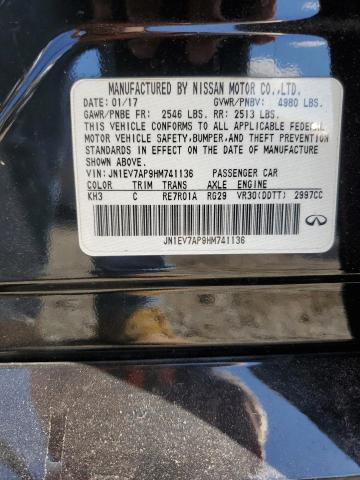 MANUFACTURED BY NISSAN MOTOR CO.,LTD.
DATE: 01/17 GVWR/PNBV: 4980 LBS.
GAWR/PNBE FR: 2546 LBS. RR: 2513 LBS.
THIS VEHICLE CONFORMS TO ALL APPLICABLE FEDERAL
MOTOR VEHICLE SAFETY,BUMPER,AND THEFT PREVENTION
STANDARDS IN EFFECT ON THE DATE OF MANUFACTURE
SHOWN ABOVE.
VIN: JN1EV7AP9HM741136 PASSENGER CAR
COLOR TRIM TRANS AXLE ENGINE
KH3 C RE7R01A RG29 VR30(DDTT) 2997CC
JN1EV7AP9HM741136